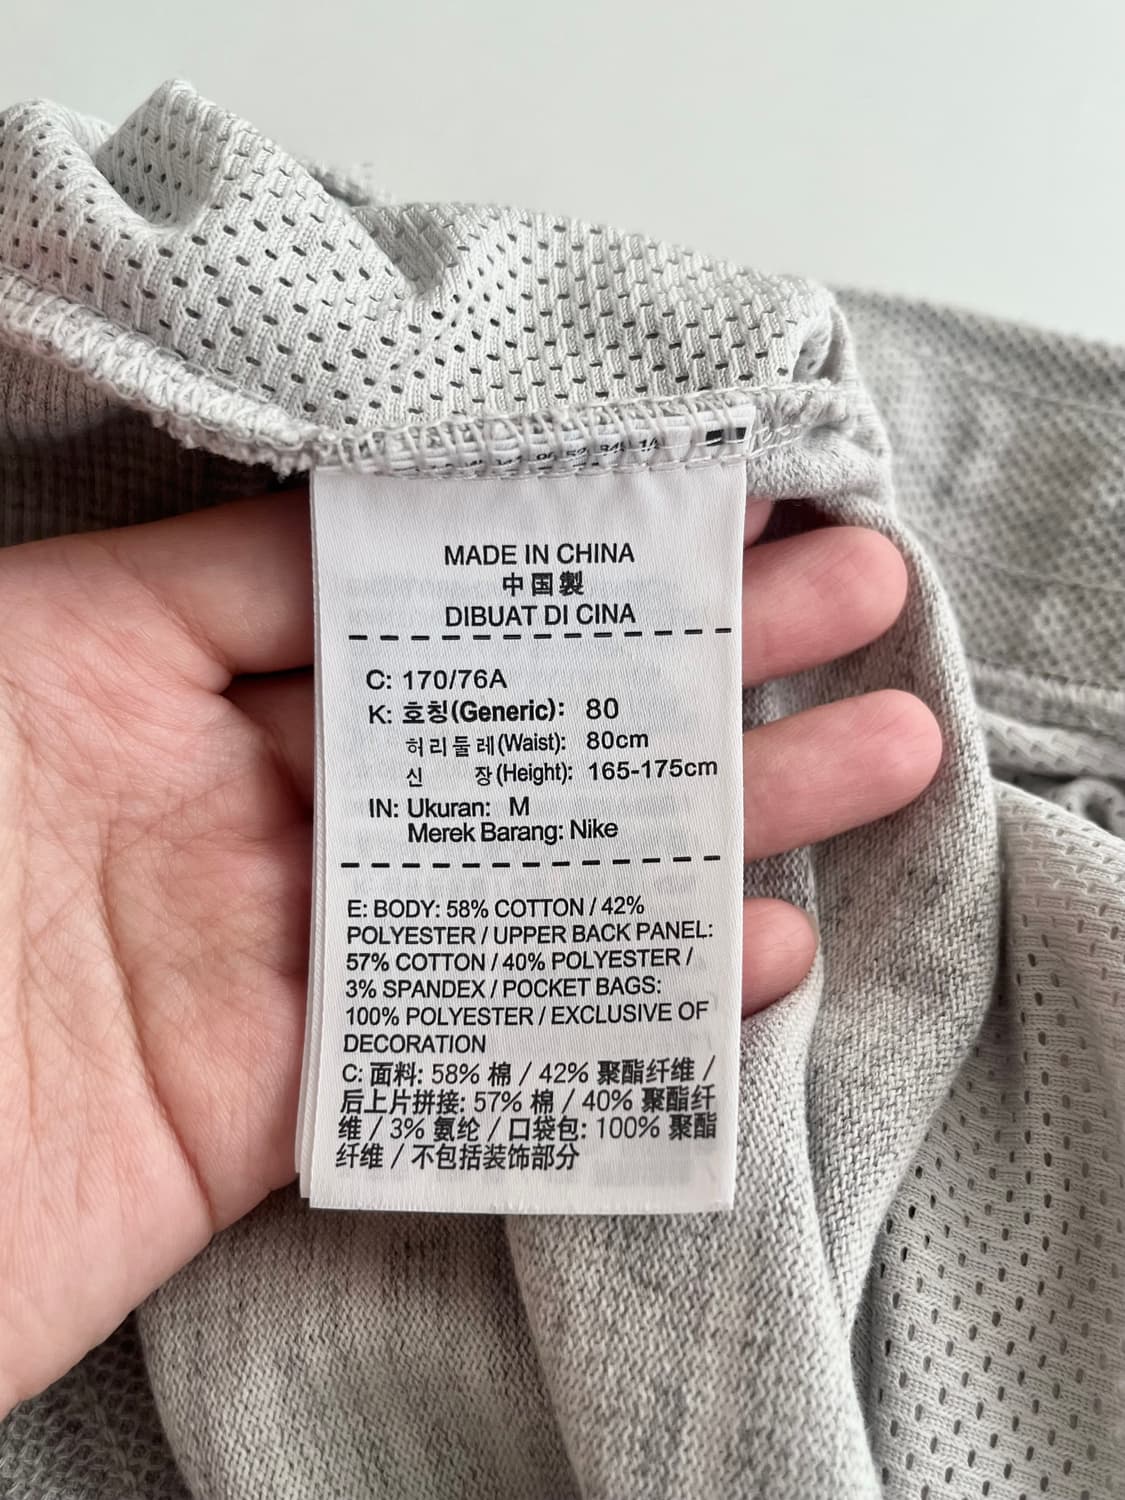 MADE IN CHINA
中国製
DIBUAT DI CINA
C: 170/76A
K: 호칭(Generic): 80
허리둘레(Waist): 80cm
신 장(Height): 165-175cm
IN: Ukuran: M
Merek Barang: Nike
E: BODY: 58% COTTON / 42%
POLYESTER / UPPER BACK PANEL:
57% COTTON / 40% POLYESTER /
3% SPANDEX / POCKET BAGS:
100% POLYESTER / EXCLUSIVE OF
DECORATION
C: 面料: 58% 棉 / 42% 聚酯纤维 /
后上片拼接: 57% 棉 / 40% 聚酯纤
维 / 3% 氨纶 / 口袋包: 100% 聚酯
纤维 / 不包括装饰部分